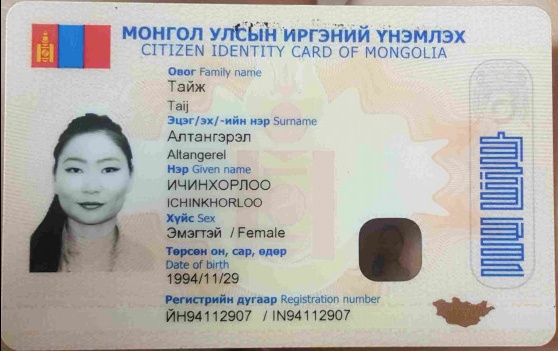 МОНГОЛ УЛСЫН ИРГЭНИЙ ҮНЭМЛЭХ
CITIZEN IDENTITY CARD OF MONGOLIA
Овог Family name
Тайж
Taij
Эцэг/эх/-ийн нэр Surname
Алтангэрэл
Altangerel
Нэр Given name
ИЧИНХОРЛОО
ICHINKHORLOO
Хүйс Sex
Эмэгтэй / Female
Төрсөн он, сар, өдөр
Date of birth
1994/11/29
Регистрийн дугаар Registration number
ЙН94112907 / IN94112907